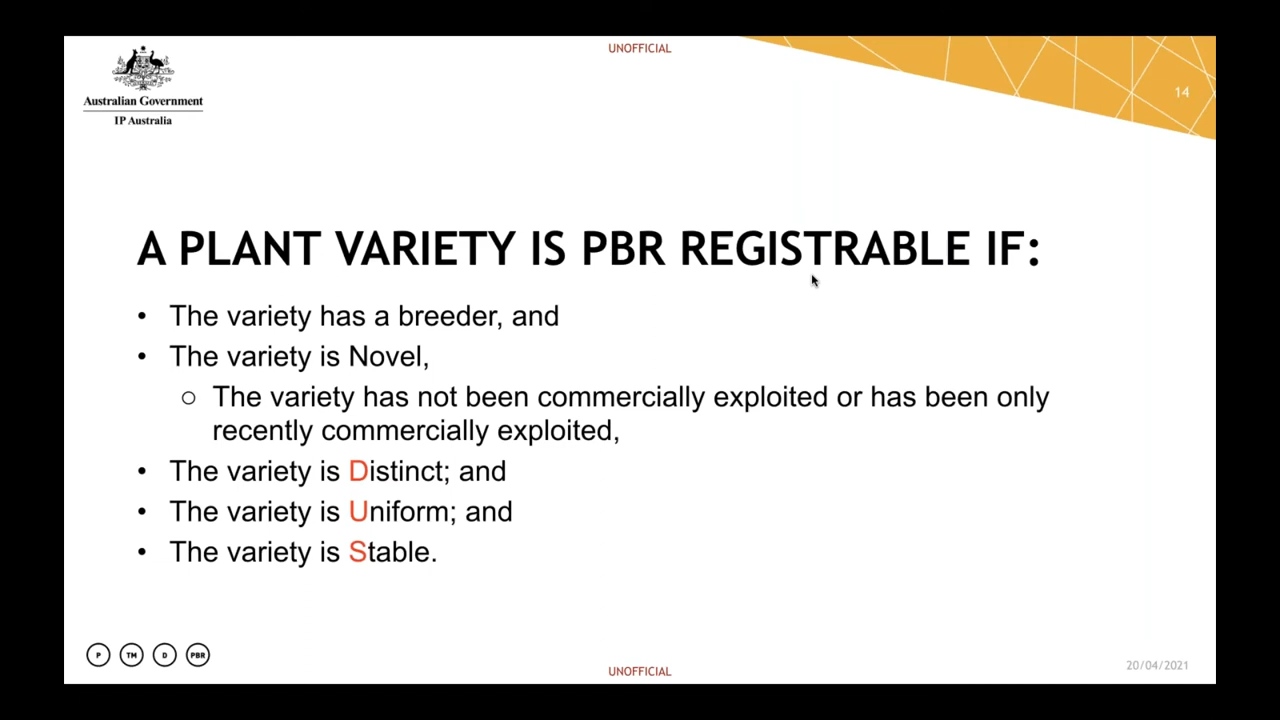 UNOFFICIAL
Australian Government
IP Australia
14
A PLANT VARIETY IS PBR REGISTRABLE IF:
• The variety has a breeder, and
• The variety is Novel,
○ The variety has not been commercially exploited or has been only
recently commercially exploited,
• The variety is Distinct; and
• The variety is Uniform; and
• The variety is Stable.
P TM D PBR
UNOFFICIAL
20/04/2021